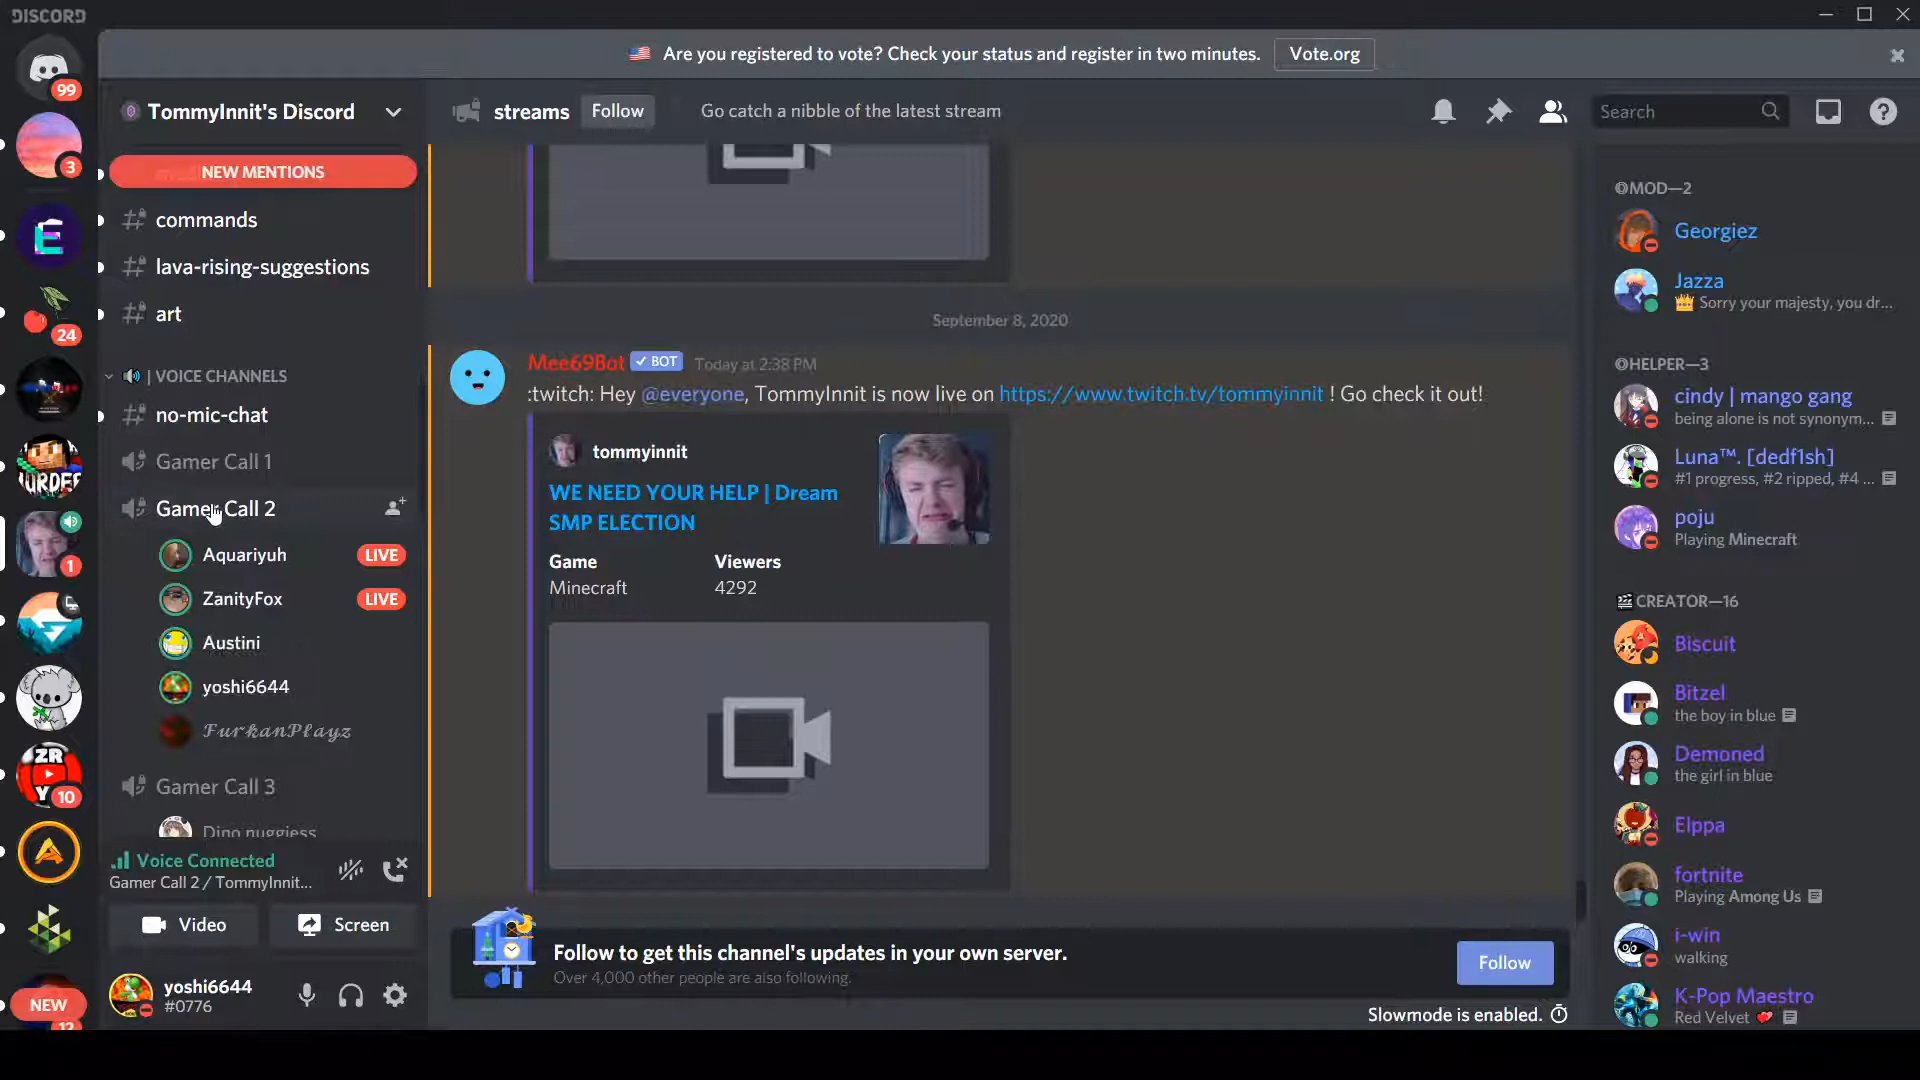 DISCORD
Are you registered to vote? Check your status and register in two minutes.
Vote.org
99
3
24
URDER
1
ZR
Y
10
NEW
12
TommyInnit's Discord
NEW MENTIONS
commands
lava-rising-suggestions
art
| VOICE CHANNELS
no-mic-chat
Gamer Call 1
Gamer Call 2
Aquariyuh
LIVE
ZanityFox
LIVE
Austini
yoshi6644
𝓕𝓾𝓻𝓴𝓪𝓷𝓟𝓵𝓪𝔂𝔃
Gamer Call 3
Dino nuggiess
Voice Connected
Gamer Call 2 / TommyInnit...
Video
Screen
yoshi6644
#0776
streams
Follow
Go catch a nibble of the latest stream
Search
September 8, 2020
Mee69Bot
BOT
Today at 2:38 PM
:twitch: Hey @everyone, TommyInnit is now live on https://www.twitch.tv/tommyinnit ! Go check it out!
tommyinnit
WE NEED YOUR HELP | Dream
SMP ELECTION
Game
Viewers
Minecraft
4292
Follow to get this channel's updates in your own server.
Over 4,000 other people are also following.
Follow
Slowmode is enabled.
MOD—2
Georgiez
Jazza
Sorry your majesty, you dr...
HELPER—3
cindy | mango gang
being alone is not synonym...
Luna™. [dedf1sh]
#1 progress, #2 ripped, #4 ...
poju
Playing Minecraft
CREATOR—16
Biscuit
Bitzel
the boy in blue
Demoned
the girl in blue
Elppa
fortnite
Playing Among Us
i-win
walking
K-Pop Maestro
Red Velvet